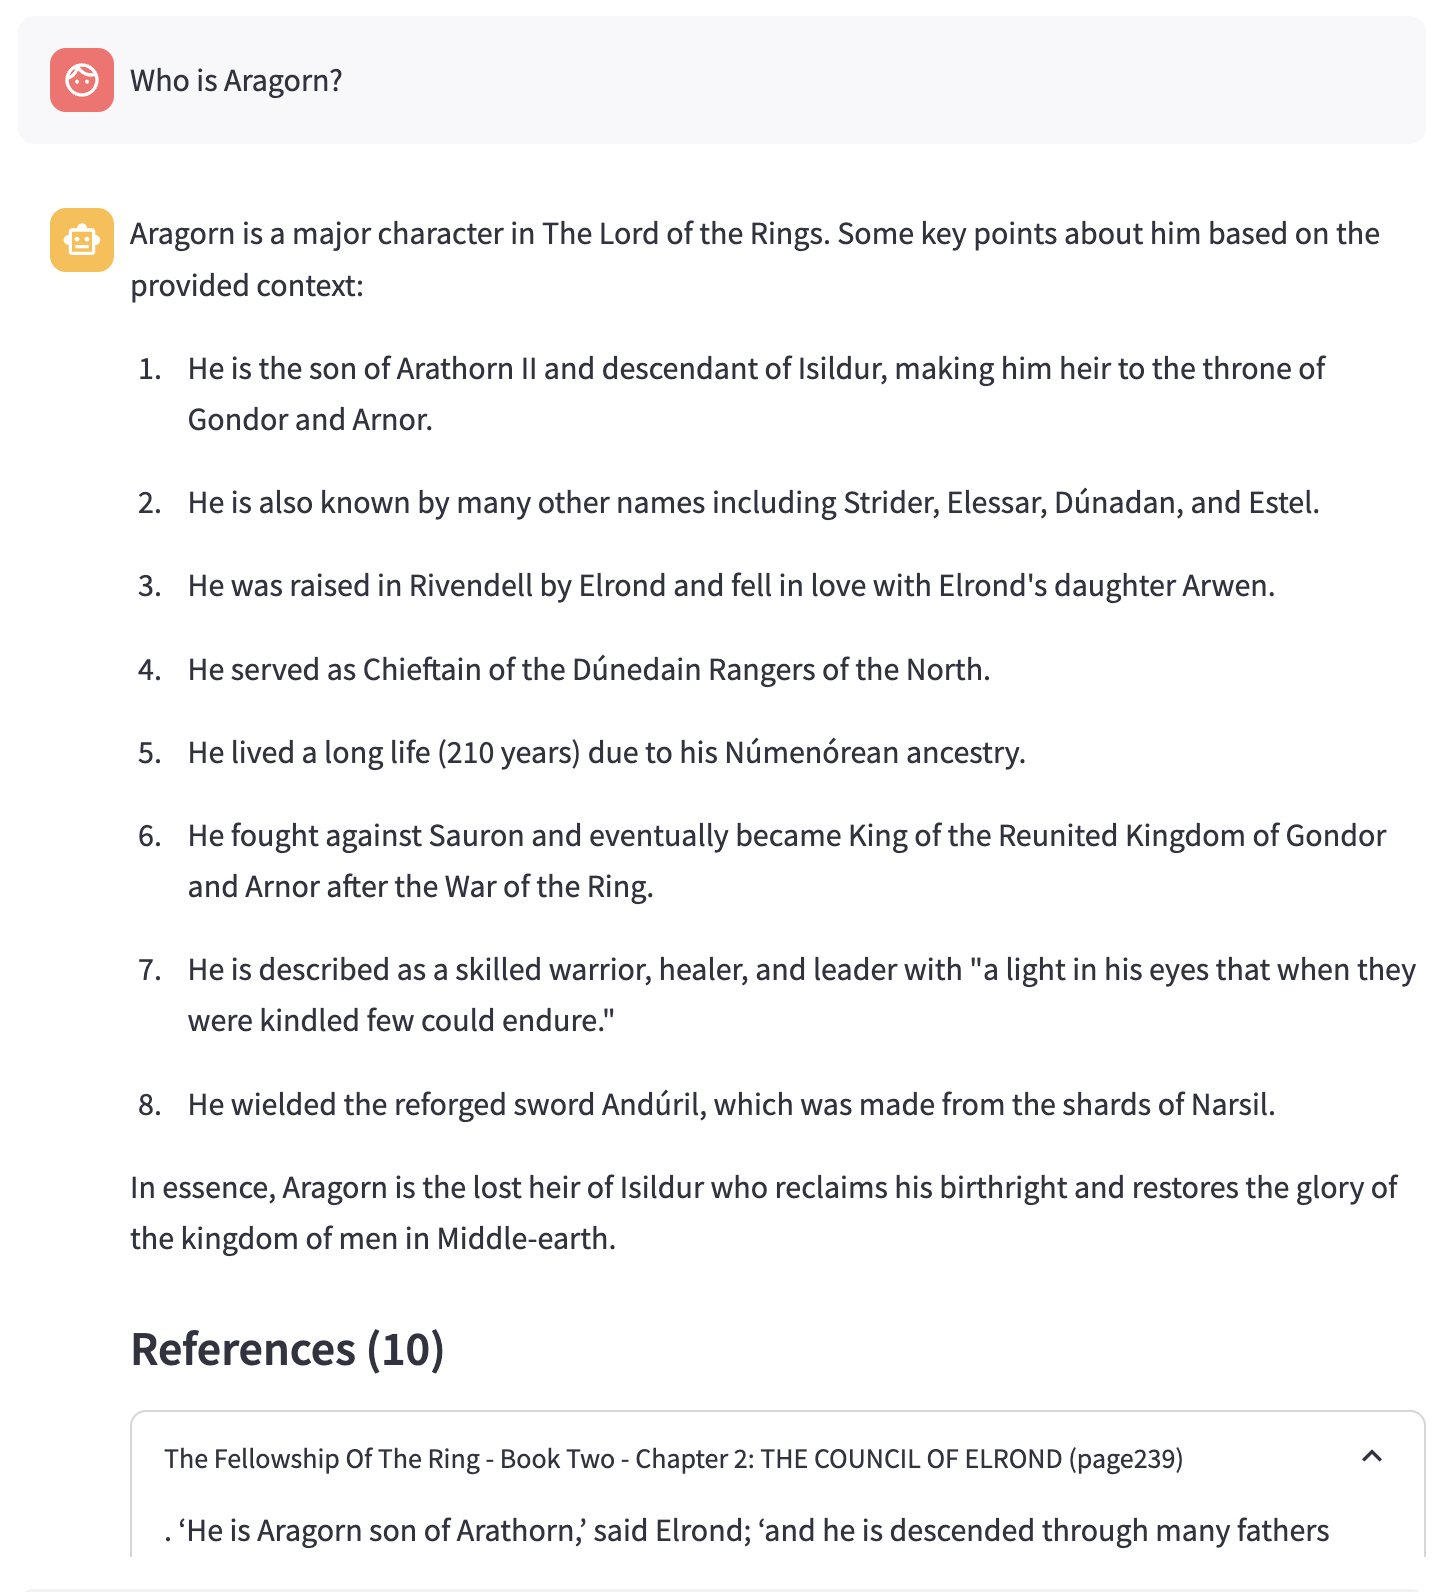 Who is Aragorn?
Aragorn is a major character in The Lord of the Rings. Some key points about him based on the
provided context:
1. He is the son of Arathorn II and descendant of Isildur, making him heir to the throne of
Gondor and Arnor.
2. He is also known by many other names including Strider, Elessar, Dúnadan, and Estel.
3. He was raised in Rivendell by Elrond and fell in love with Elrond's daughter Arwen.
4. He served as Chieftain of the Dúnedain Rangers of the North.
5. He lived a long life (210 years) due to his Númenórean ancestry.
6. He fought against Sauron and eventually became King of the Reunited Kingdom of Gondor
and Arnor after the War of the Ring.
7. He is described as a skilled warrior, healer, and leader with "a light in his eyes that when they
were kindled few could endure."
8. He wielded the reforged sword Andúril, which was made from the shards of Narsil.
In essence, Aragorn is the lost heir of Isildur who reclaims his birthright and restores the glory of
the kingdom of men in Middle-earth.
References (10)
The Fellowship Of The Ring - Book Two - Chapter 2: THE COUNCIL OF ELROND (page239)
. ‘He is Aragorn son of Arathorn,’ said Elrond; ‘and he is descended through many fathers